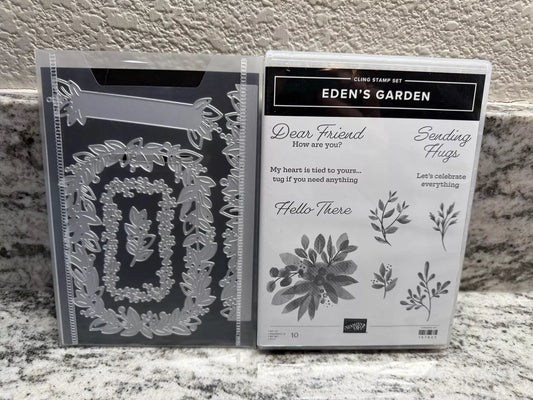 CLING STAMP SET
EDEN'S GARDEN
Dear Friend
How are you?
Sending
Hugs
My heart is tied to yours...
tug if you need anything
Let's celebrate
everything
Hello There
10